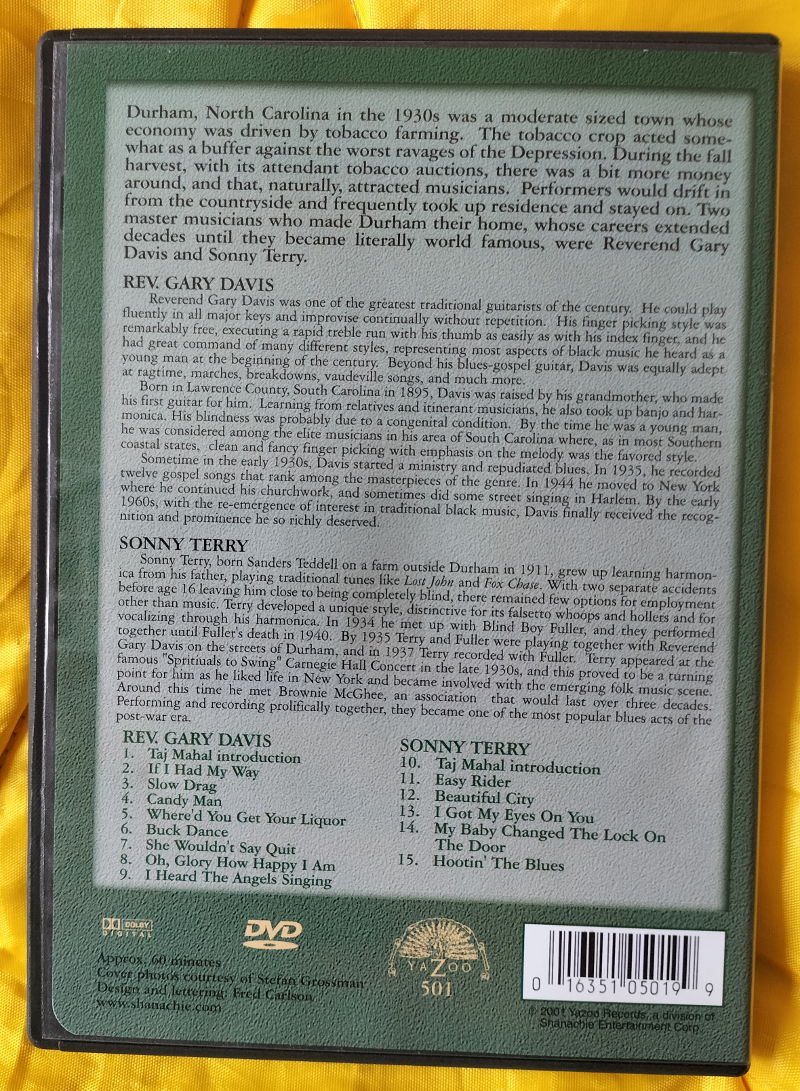 Durham, North Carolina in the 1930s was a moderate sized town whose
economy was driven by tobacco farming. The tobacco crop acted some-
what as a buffer against the worst ravages of the Depression. During the fall
harvest, with its attendant tobacco auctions, there was a bit more money
around, and that, naturally, attracted musicians. Performers would drift in
from the countryside and frequently took up residence and stayed on. Two
master musicians who made Durham their home, whose careers extended
decades until they became literally world famous, were Reverend Gary
Davis and Sonny Terry.
REV. GARY DAVIS
Reverend Gary Davis was one of the greatest traditional guitarists of the century. He could play
fluently in all major keys and improvise continually without repetition. His finger picking style was
remarkably free, executing a rapid treble run with his thumb as easily as with his index finger, and he
had great command of many different styles, representing most aspects of black music he heard as a
young man at the beginning of the century. Beyond his blues-gospel guitar, Davis was equally adept
at ragtime, marches, breakdowns, vaudeville songs, and much more.
Born in Lawrence County, South Carolina in 1895, Davis was raised by his grandmother, who made
his first guitar for him. Learning from relatives and itinerant musicians, he also took up banjo and har-
monica. His blindness was probably due to a congenital condition. By the time he was a young man,
he was considered among the elite musicians in his area of South Carolina where, as in most Southern
coastal states, clean and fancy finger picking with emphasis on the melody was the favored style.
Sometime in the early 1930s, Davis started a ministry and repudiated blues. In 1935, he recorded
twelve gospel songs that rank among the masterpieces of the genre. In 1944 he moved to New York
where he continued his churchwork, and sometimes did some street singing in Harlem. By the early
1960s, with the re-emergence of interest in traditional black music, Davis finally received the recog-
nition and prominence he so richly deserved.
SONNY TERRY
Sonny Terry, born Sanders Teddell on a farm outside Durham in 1911, grew up learning harmon-
ica from his father, playing traditional tunes like Lost John and Fox Chase. With two separate accidents
before age 16 leaving him close to being completely blind, there remained few options for employment
other than music. Terry developed a unique style, distinctive for its falsetto whoops and hollers and for
vocalizing through his harmonica. In 1934 he met up with Blind Boy Fuller, and they performed
together until Fuller's death in 1940. By 1935 Terry and Fuller were playing together with Reverend
Gary Davis on the streets of Durham, and in 1937 Terry recorded with Fuller. Terry appeared at the
famous "Sprituals to Swing" Carnegie Hall Concert in the late 1930s, and this proved to be a turning
point for him as he liked life in New York and became involved with the emerging folk music scene.
Around this time he met Brownie McGhee, an association that would last over three decades.
Performing and recording prolifically together, they became one of the most popular blues acts of the
post-war era.
REV. GARY DAVIS
1. Taj Mahal introduction
2. If I Had My Way
3. Slow Drag
4. Candy Man
5. Where'd You Get Your Liquor
6. Buck Dance
7. She Wouldn't Say Quit
8. Oh, Glory How Happy I Am
9. I Heard The Angels Singing
SONNY TERRY
10. Taj Mahal introduction
11. Easy Rider
12. Beautiful City
13. I Got My Eyes On You
14. My Baby Changed The Lock On
The Door
15. Hootin' The Blues
DOLBY
DIGITAL
DVD
YAZOO
501
Approx. 60 minutes
Cover photos courtesy of Stefan Grossman
Design and lettering: Fred Carlson
www.shanachie.com
0 16351 05019 9
© 2001 Yazoo Records, a division of
Shanachie Entertainment Corp.